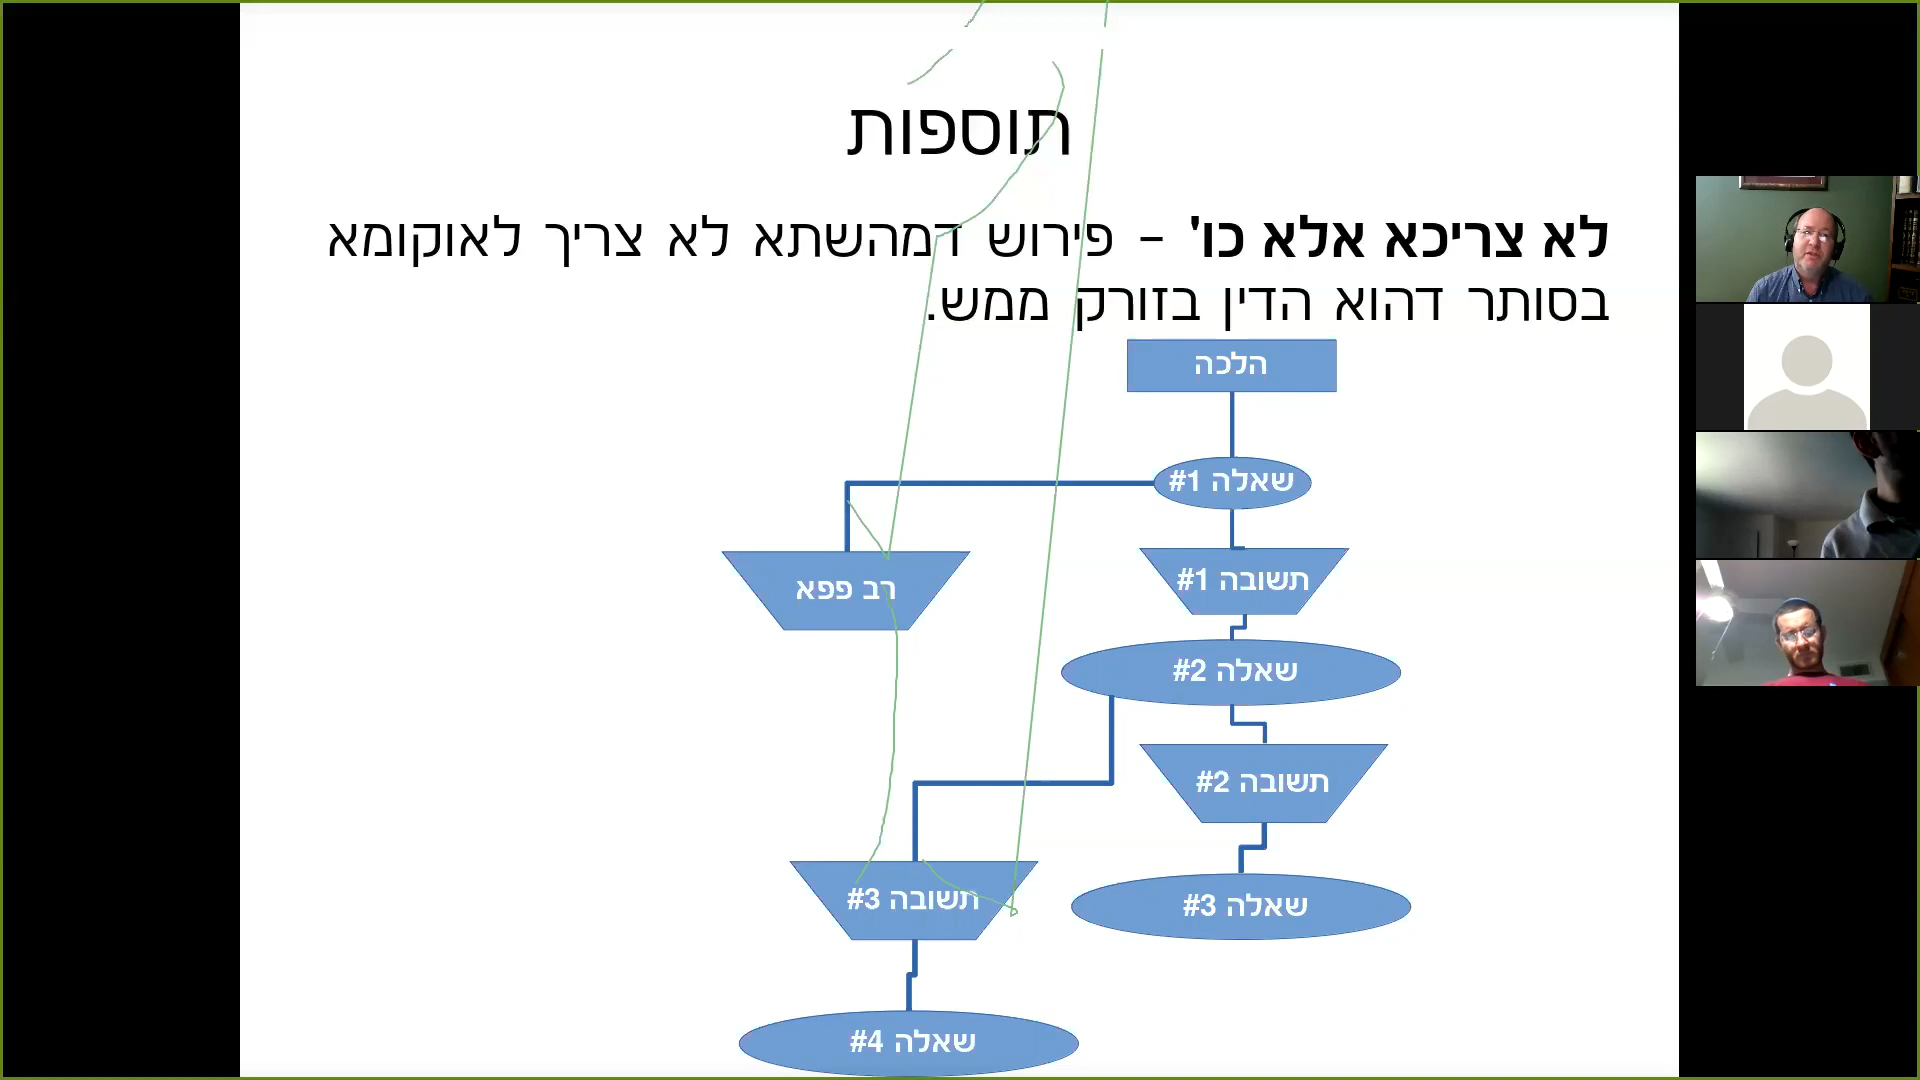 תוספות
לא צריכא אלא כו' – פירוש דמהשתא לא צריך לאוקומא
בסותר דהוא הדין בזורק ממש.
הלכה
שאלה #1
רב פפא
תשובה #1
שאלה #2
תשובה #2
תשובה #3
שאלה #3
שאלה #4